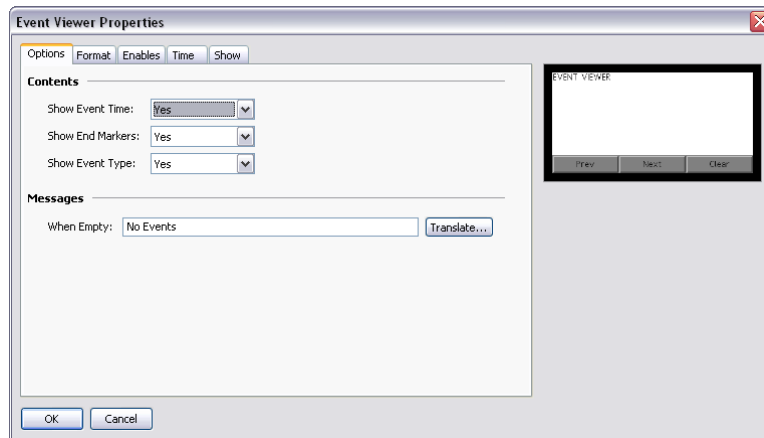 Event Viewer Properties
Options Format Enables Time Show
Contents
Show Event Time: Yes
Show End Markers: Yes
Show Event Type: Yes
Messages
When Empty: No Events Translate...
OK Cancel
EVENT VIEWER
Prev Next Clear